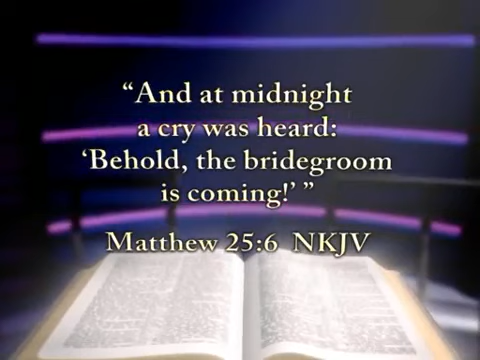 “And at midnight
a cry was heard:
‘Behold, the bridegroom
is coming!’ ”
Matthew 25:6 NKJV